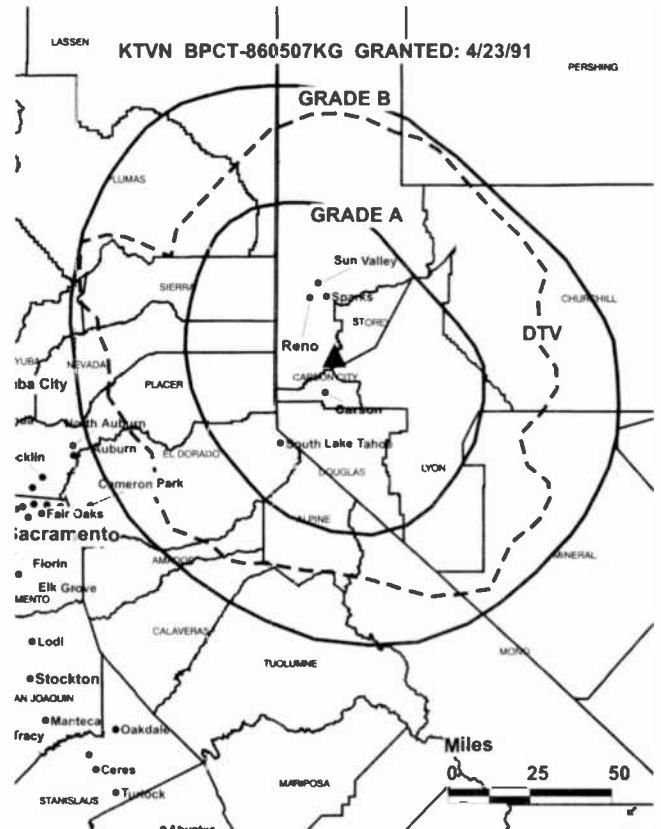 LASSEN
KTVN BPCT-860507KG GRANTED: 4/23/91
PERSHING
GRADE B
LUMAS
GRADE A
Sun Valley
SIERRA
Sparks
CHURCHILL
STOREY
DTV
Reno
YUBA
NEVADA
ba City
PLACER
CARSON CITY
Carson
North Auburn
Auburn
South Lake Tahoe
cklin
EL DORADO
DOUGLAS
LYON
Cameron Park
Fair Oaks
ALPINE
Sacramento
AMADOR
MINERAL
Florin
Elk Grove
MENTO
CALAVERAS
Lodi
MONO
TUOLUMNE
Stockton
AN JOAQUIN
Manteca
Tracy
Oakdale
Miles
0 25 50
Ceres
MARIPOSA
Turlock
STANISLAUS